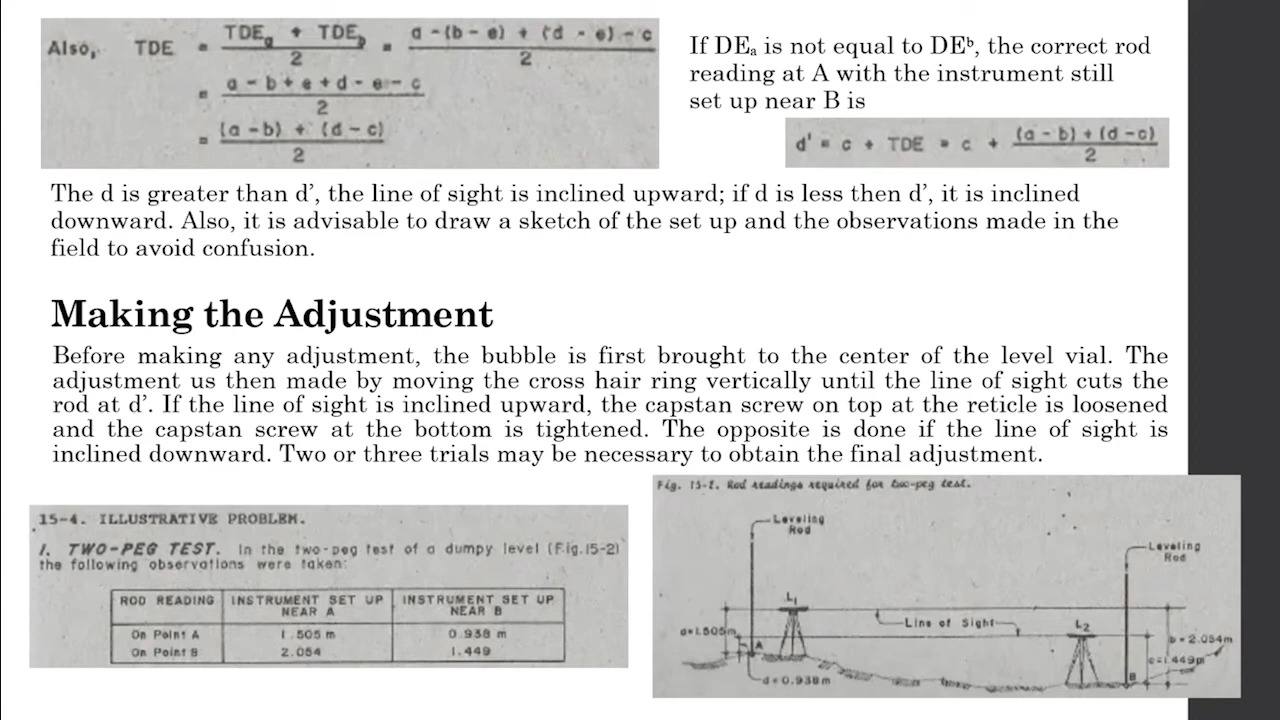 Also, TDE = TDEa + TDEb / 2 = a - (b - e) + (d - e) - c / 2
= a - b + e + d - e - c / 2
= (a - b) + (d - c) / 2
If DEₐ is not equal to DEᵇ, the correct rod
reading at A with the instrument still
set up near B is
d' = c + TDE = c + (a - b) + (d - c) / 2
The d is greater than d’, the line of sight is inclined upward; if d is less then d’, it is inclined
downward. Also, it is advisable to draw a sketch of the set up and the observations made in the
field to avoid confusion.
Making the Adjustment
Before making any adjustment, the bubble is first brought to the center of the level vial. The
adjustment us then made by moving the cross hair ring vertically until the line of sight cuts the
rod at d’. If the line of sight is inclined upward, the capstan screw on top at the reticle is loosened
and the capstan screw at the bottom is tightened. The opposite is done if the line of sight is
inclined downward. Two or three trials may be necessary to obtain the final adjustment.
15-4. ILLUSTRATIVE PROBLEM.
1. TWO-PEG TEST. In the two-peg test of a dumpy level (Fig. 15-2)
the following observations were taken:
ROD READING INSTRUMENT SET UP NEAR A INSTRUMENT SET UP NEAR B
On Point A 1.505 m 0.938 m
On Point B 2.054 1.449
Fig. 15-2. Rod readings required for two-peg test.
Leveling
Rod
Leveling
Rod
L₁
Line of Sight
L₂
a=1.505m
b = 2.054m
A
c=1.449m
d=0.938m
B